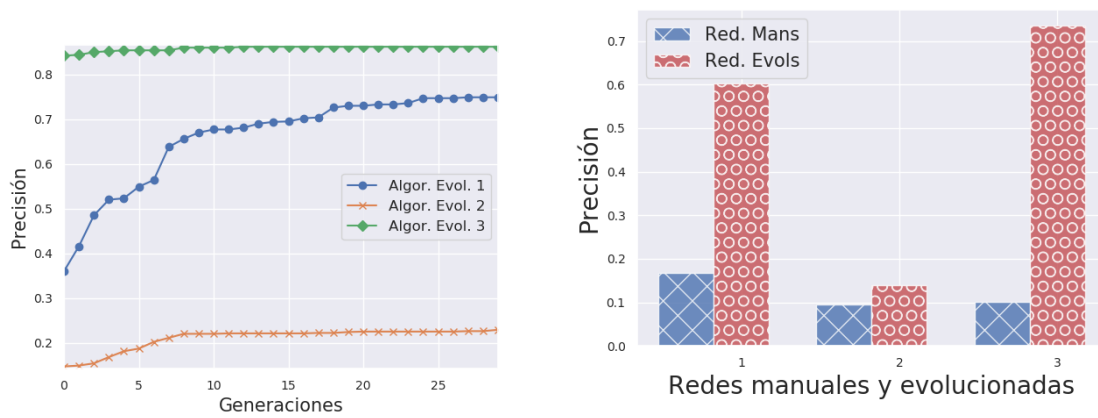 0.8
0.7
0.6
0.5
0.4
0.3
0.2
Precisión
0
5
10
15
20
25
Generaciones
Algor. Evol. 1
Algor. Evol. 2
Algor. Evol. 3
0.7
0.6
0.5
0.4
0.3
0.2
0.1
0.0
Precisión
Red. Mans
Red. Evols
1
2
3
Redes manuales y evolucionadas